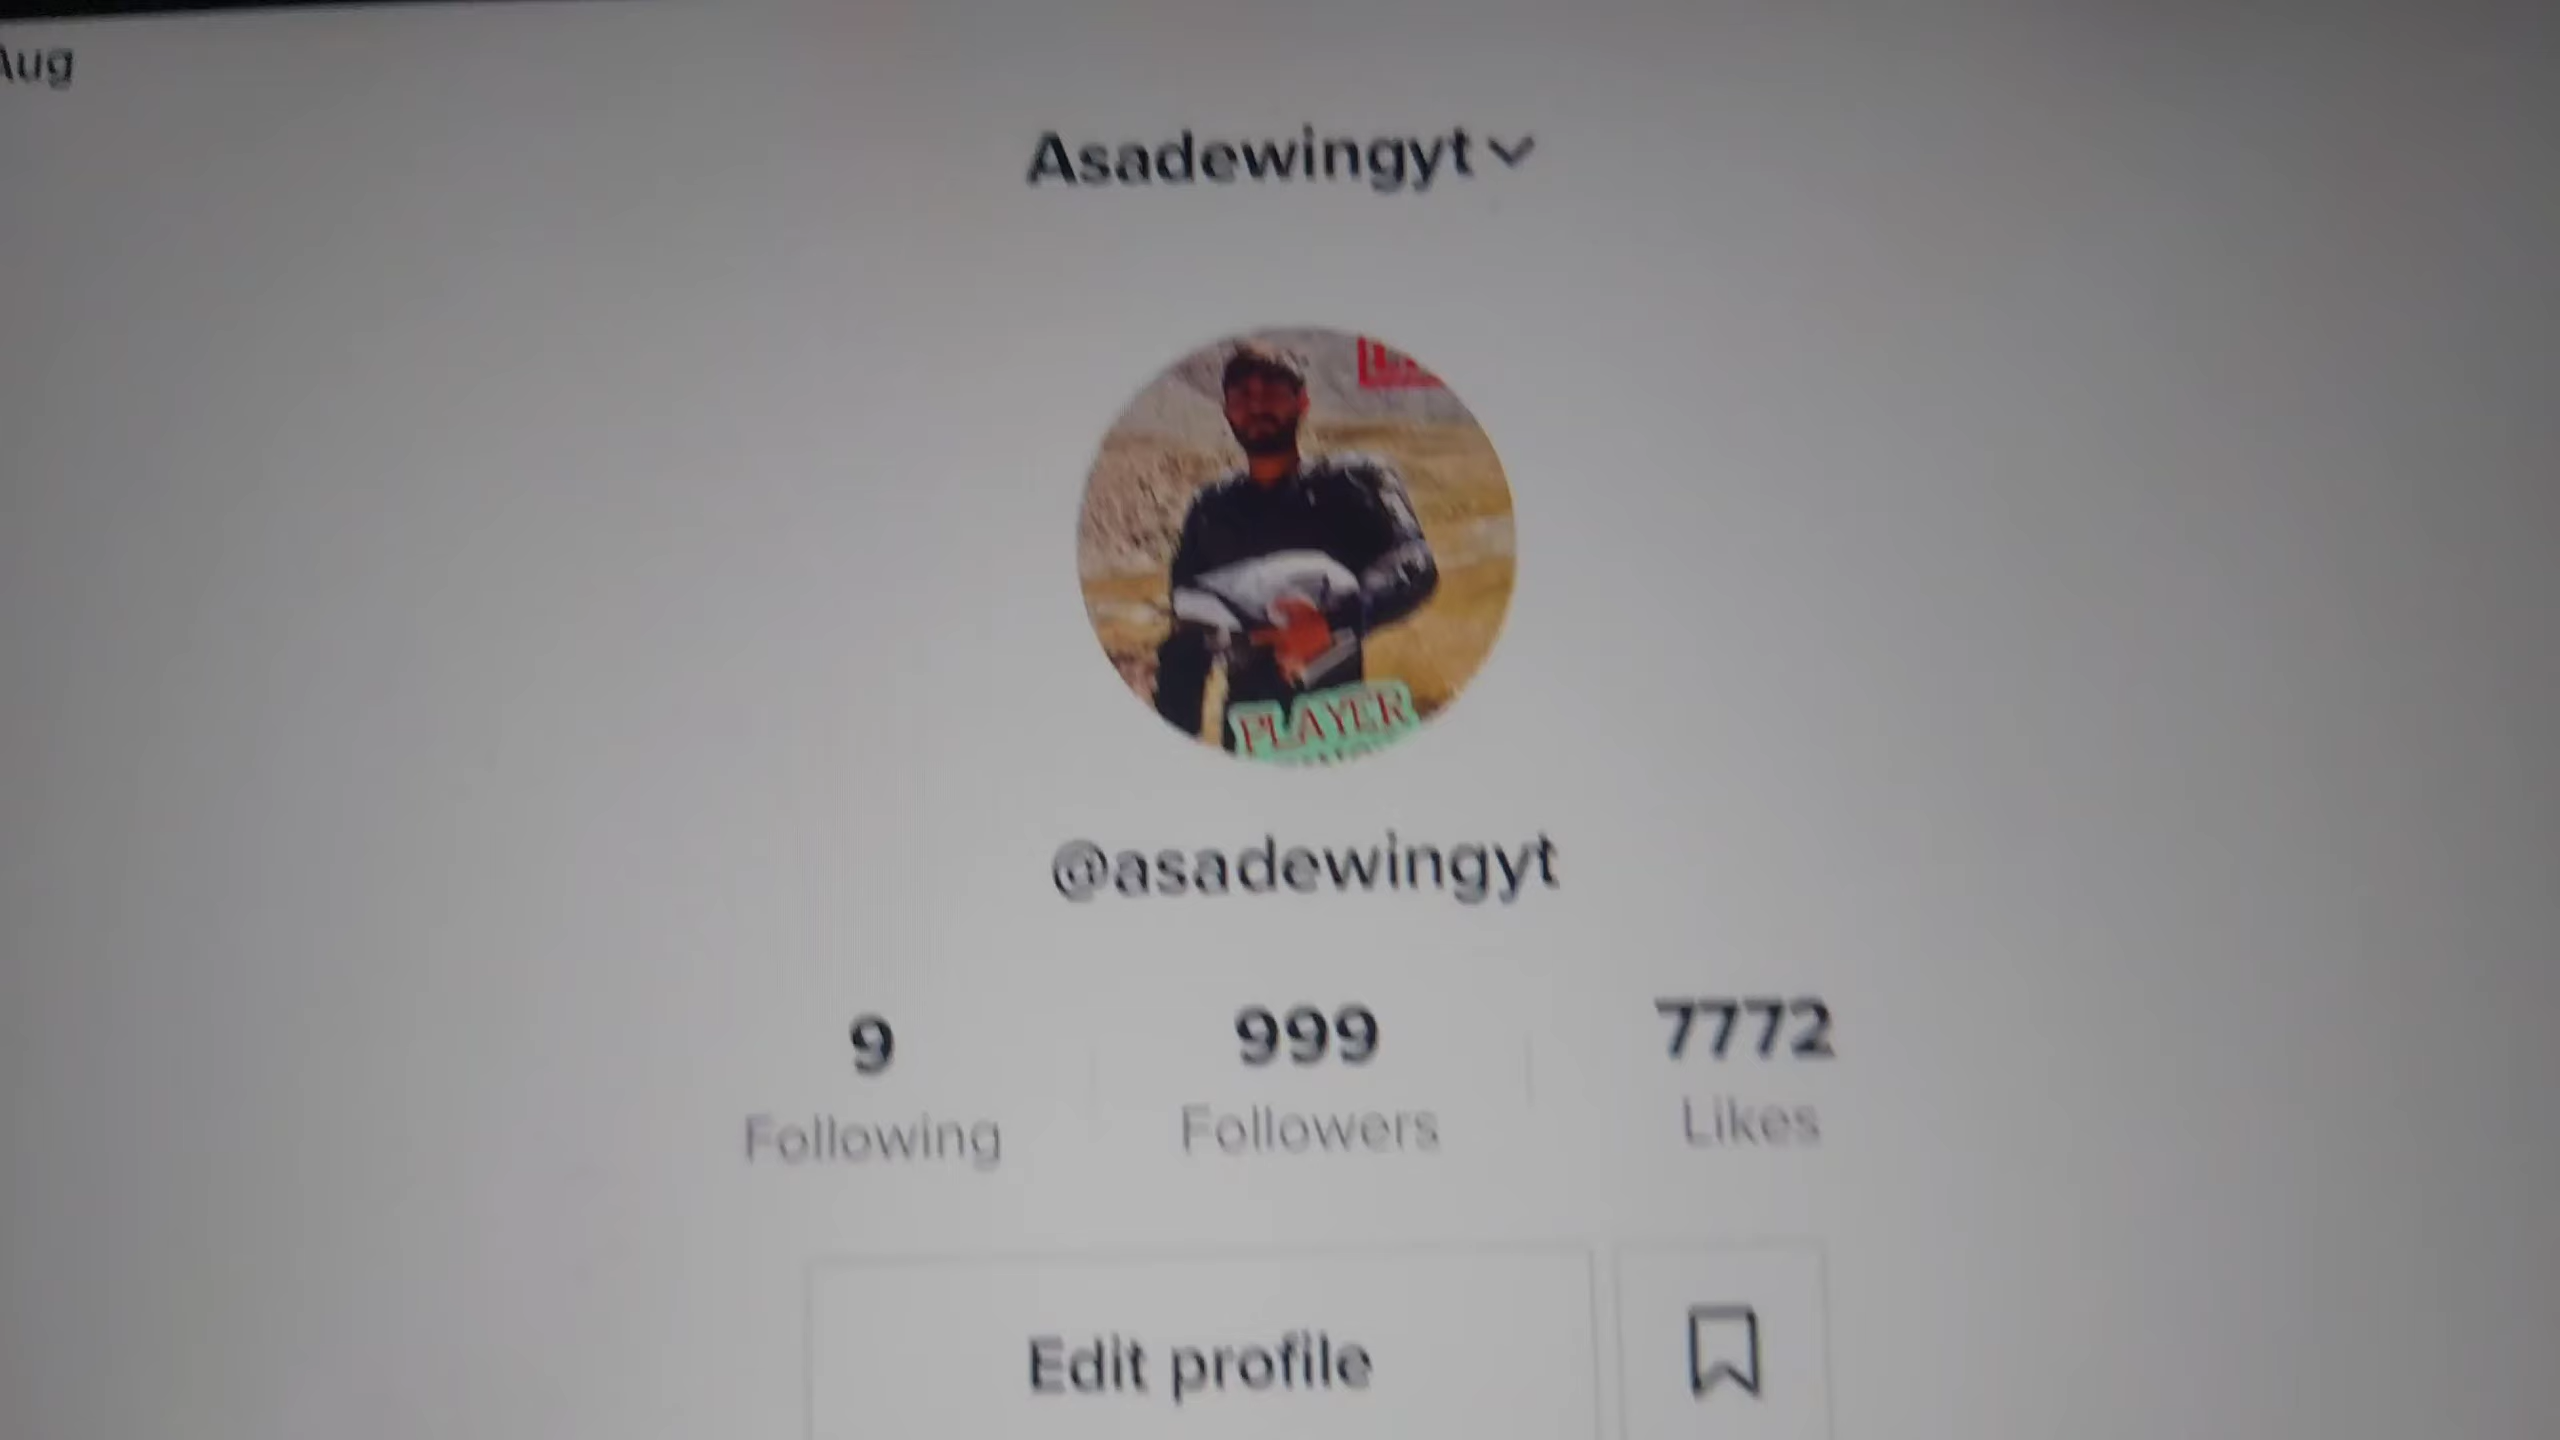 Aug
Asadewingyt
PLAYER
@asadewingyt
9
Following
999
Followers
7772
Likes
Edit profile